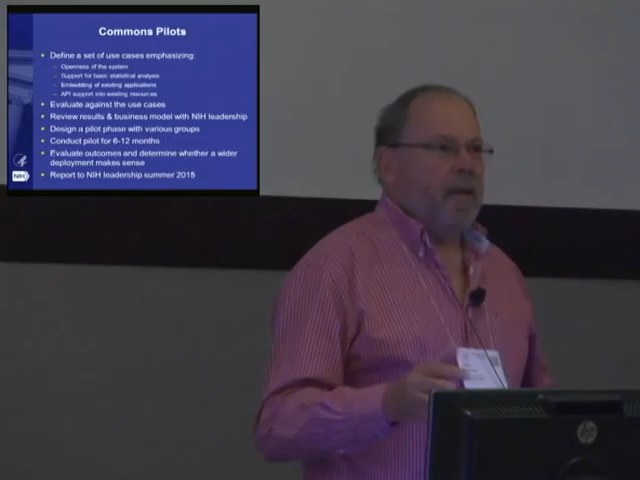 Commons Pilots
• Define a set of use cases emphasizing:
– Openness of the system
– Support for basic statistical analysis
– Embedding of existing applications
– API support into existing resources
• Evaluate against the use cases
• Review results & business model with NIH leadership
• Design a pilot phase with various groups
• Conduct pilot for 6-12 months
• Evaluate outcomes and determine whether a wider
deployment makes sense
• Report to NIH leadership summer 2015
NIH
hp